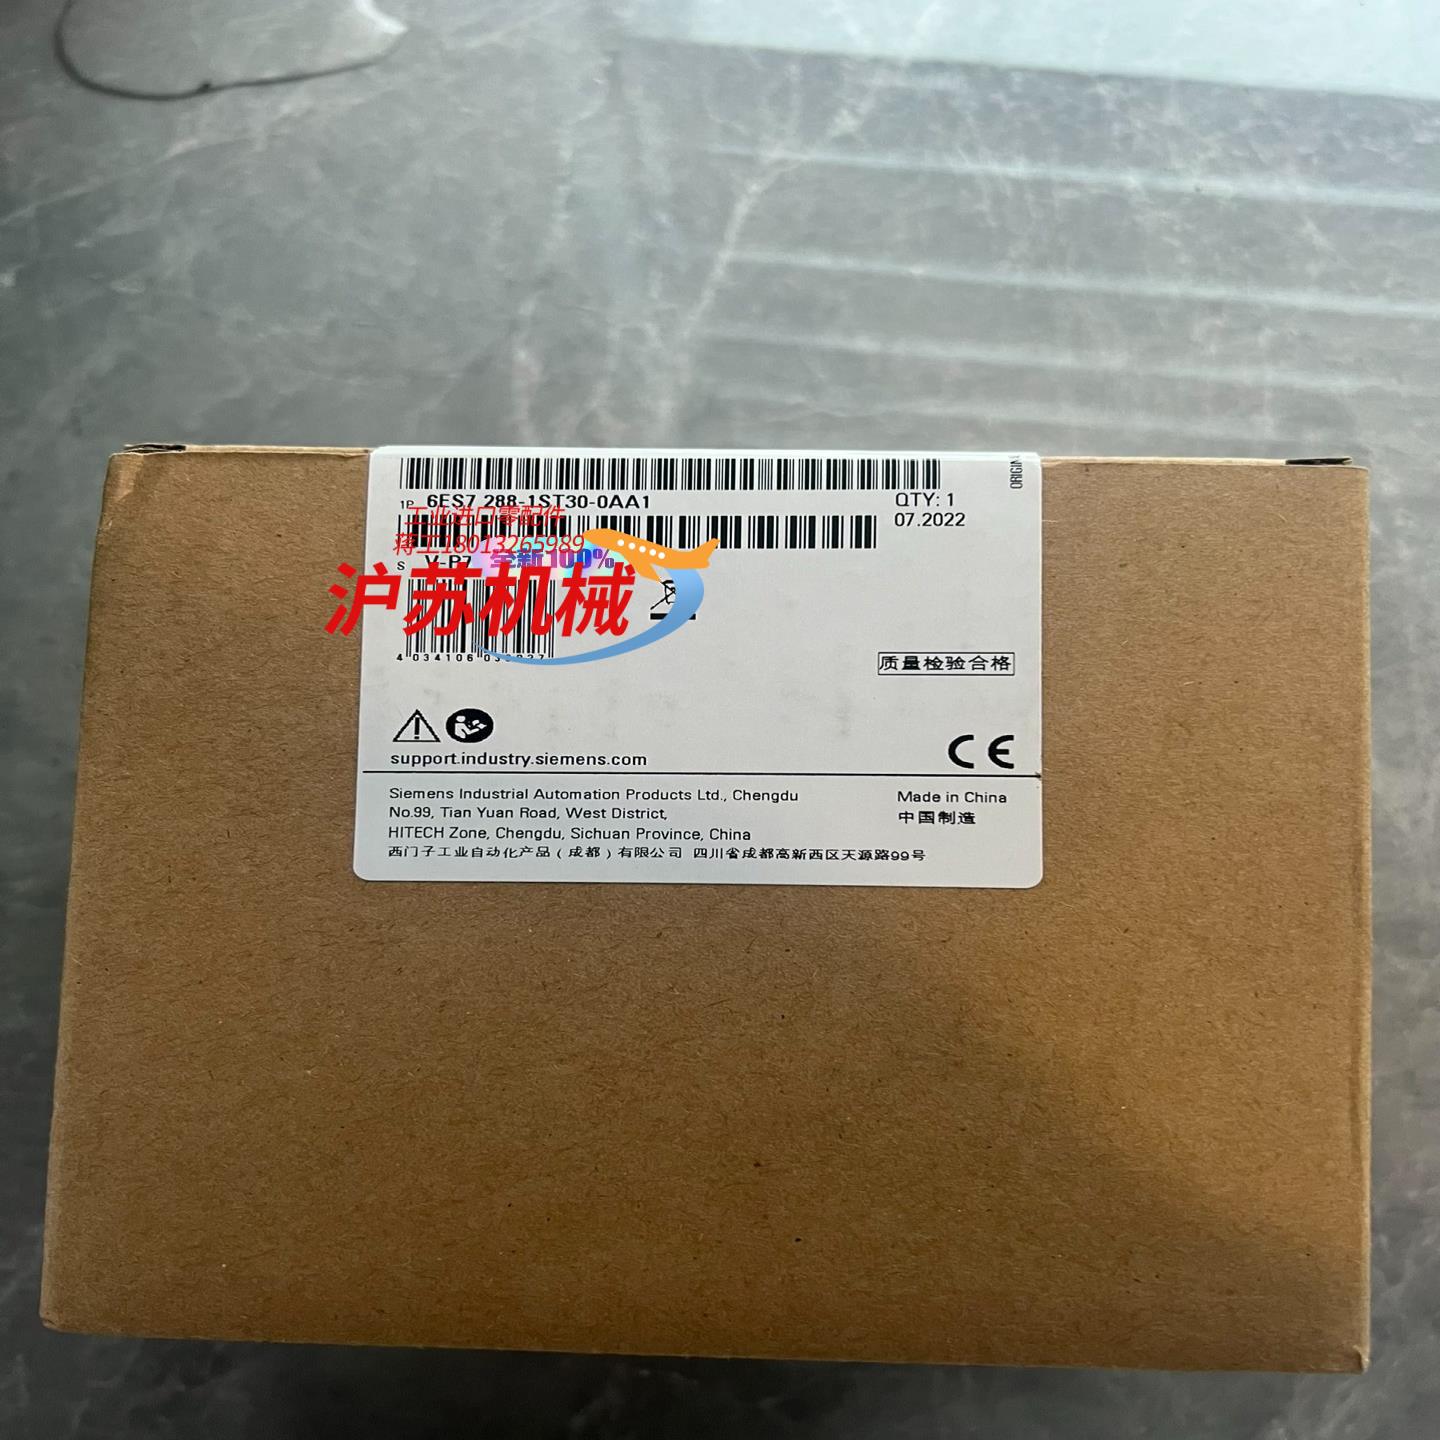 ORIGIN
1P 6ES7 288-1ST30-0AA1
QTY: 1
07.2022
工业进口零配件
蒋工18013265989
S V-P7
全新100%
沪苏机械
4 034106
质量检验合格
support.industry.siemens.com
CE
Siemens Industrial Automation Products Ltd., Chengdu
No.99, Tian Yuan Road, West District,
HITECH Zone, Chengdu, Sichuan Province, China
西门子工业自动化产品(成都)有限公司 四川省成都高新西区天源路99号
Made in China
中国制造